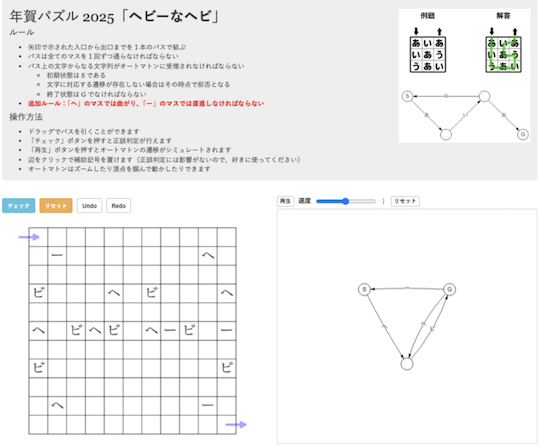 年賀パズル 2025「ヘビーなヘビ」
ルール
矢印で示された入口から出口までを１本のパスで結ぶ
パスは全てのマスを１回ずつ通らなければならない
パス上の文字からなる文字列がオートマトンに受理されなければならない
初期状態はＳである
文字に対応する遷移が存在しない場合はその時点で拒否となる
終了状態はＧでなければならない
追加ルール：「ヘ」のマスでは曲がり、「ー」のマスでは直進しなければならない
操作方法
ドラッグでパスを引くことができます
「チェック」ボタンを押すと正誤判定が行えます
「再生」ボタンを押すとオートマトンの遷移がシミュレートされます
辺をクリックで補助記号を置けます（正誤判定には影響がないので、好きに使ってください）
オートマトンはズームしたり頂点を掴んで動かしたりできます
例題 解答
あ い あ
い う う
う あ い
S う
あ い あ
G
チェック リセット Undo Redo
ー ヘ
ビ ヘ ビ ヘ
ヘ ビ ヘ ビ ヘ ー ビ ー
ビ ビ
ヘ ー
再生 速度 | リセット
S ー G
ヘ ヘ ビ